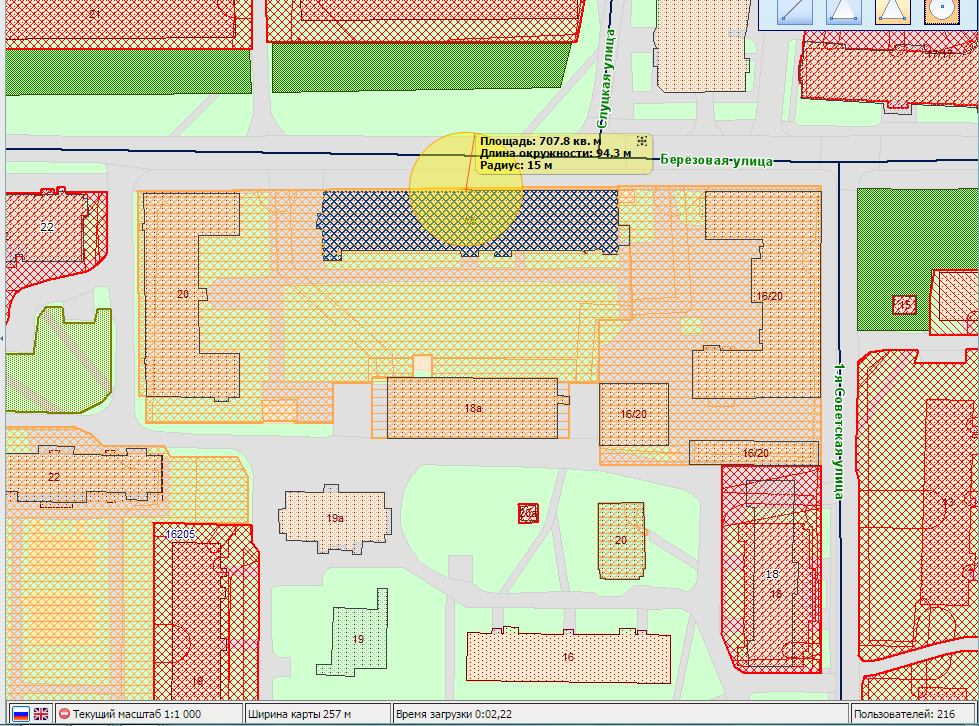 21
Слуцкая улица
Площадь: 707.8 кв. м
Длина окружности: 94.3 м
Радиус: 15 м
Берёзовая улица
22
20
16/20
15
1-я Советская улица
18а
16/20
16/20
22
19а
20а
20
16205
18
18
19
16
Текущий масштаб 1:1 000
Ширина карты 257 м
Время загрузки 0:02,22
Пользователей: 216